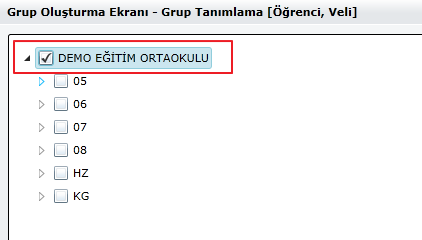 Grup Oluşturma Ekranı - Grup Tanımlama [Öğrenci, Veli]
DEMO EĞİTİM ORTAOKULU
05
06
07
08
HZ
KG